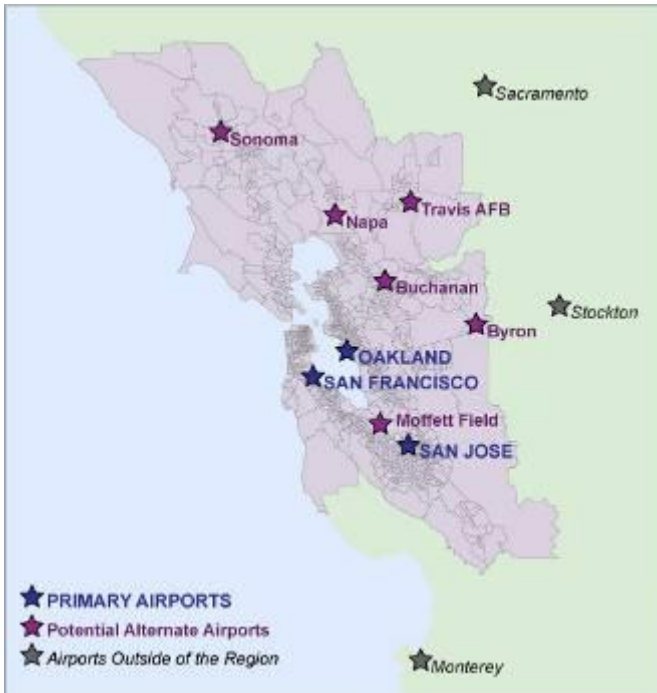 Sacramento
Sonoma
Travis AFB
Napa
Buchanan
Stockton
Byron
OAKLAND
SAN FRANCISCO
Moffett Field
SAN JOSE
PRIMARY AIRPORTS
Potential Alternate Airports
Airports Outside of the Region
Monterey